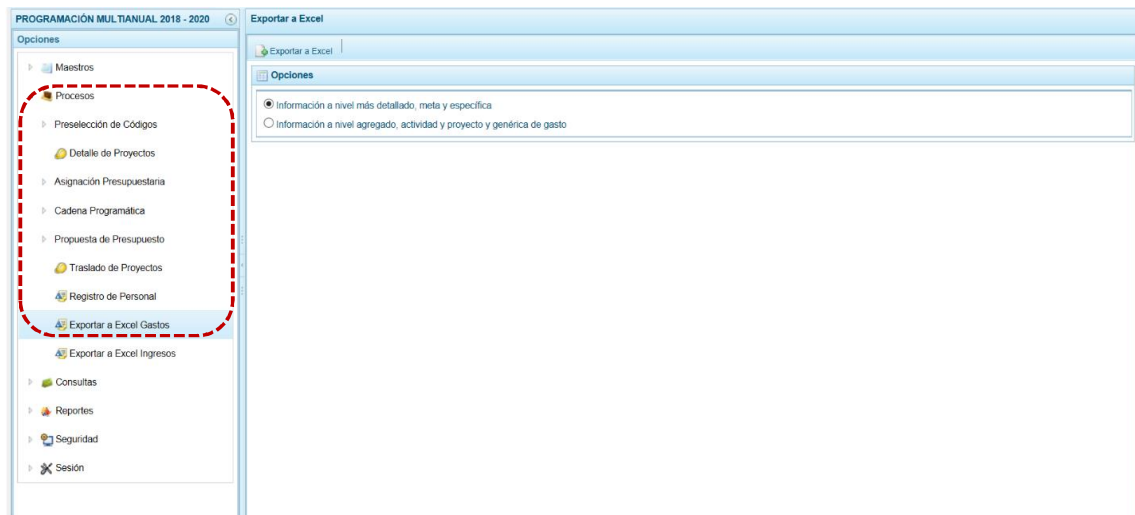 PROGRAMACIÓN MULTIANUAL 2018 - 2020
Opciones
Maestros
Procesos
Preselección de Códigos
Detalle de Proyectos
Asignación Presupuestaria
Cadena Programática
Propuesta de Presupuesto
Traslado de Proyectos
Registro de Personal
Exportar a Excel Gastos
Exportar a Excel Ingresos
Consultas
Reportes
Seguridad
Sesión
Exportar a Excel
Exportar a Excel
Opciones
Información a nivel más detallado, meta y específica
Información a nivel agregado, actividad y proyecto y genérica de gasto